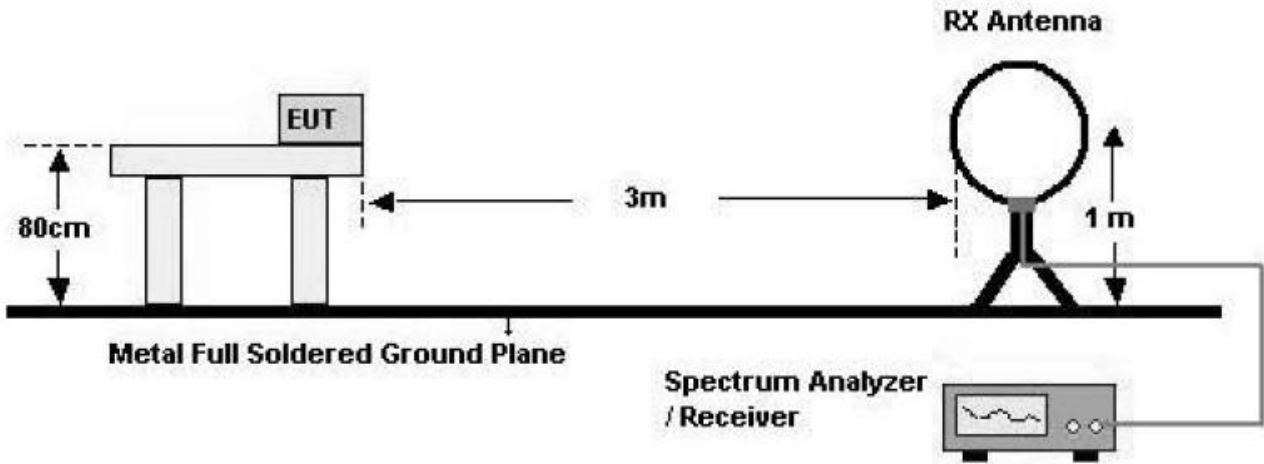 RX Antenna
EUT
80cm
3m
1 m
Metal Full Soldered Ground Plane
Spectrum Analyzer
/ Receiver